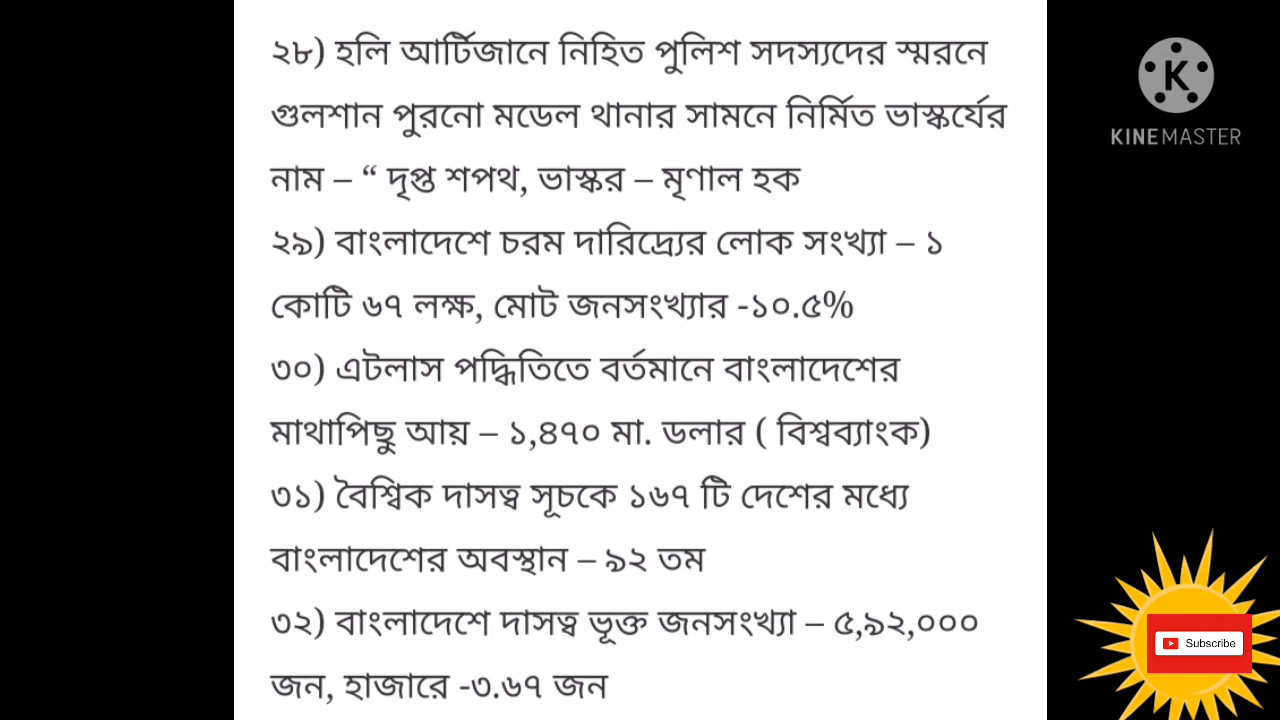 ২৮) হলি আর্টিজানে নিহিত পুলিশ সদস্যদের স্মরনে
গুলশান পুরনো মডেল থানার সামনে নির্মিত ভাস্কর্যের
নাম – “ দৃপ্ত শপথ, ভাস্কর – মৃণাল হক
২৯) বাংলাদেশে চরম দারিদ্র্যের লোক সংখ্যা – ১
কোটি ৬৭ লক্ষ, মোট জনসংখ্যার -১০.৫%
৩০) এটলাস পদ্ধিতিতে বর্তমানে বাংলাদেশের
মাথাপিছু আয় – ১,৪৭০ মা. ডলার ( বিশ্বব্যাংক)
৩১) বৈশ্বিক দাসত্ব সূচকে ১৬৭ টি দেশের মধ্যে
বাংলাদেশের অবস্থান – ৯২ তম
৩২) বাংলাদেশে দাসত্ব ভূক্ত জনসংখ্যা – ৫,৯২,০০০
জন, হাজারে -৩.৬৭ জন
K
KINEMASTER
Subscribe